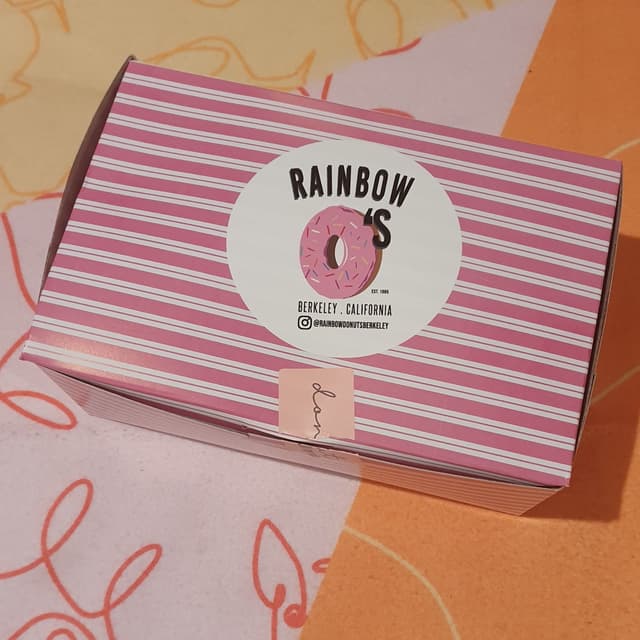 RAINBOW
'S
EST. 1986
BERKELEY . CALIFORNIA
@RAINBOWDONUTSBERKELEY